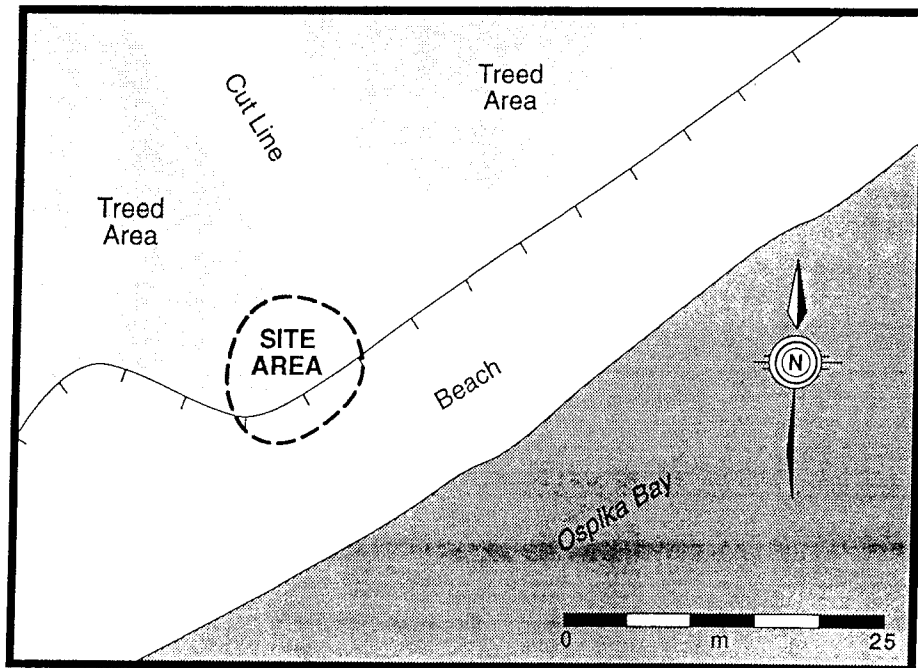 Treed
Area
Cut Line
Treed
Area
SITE
AREA
Beach
N
Ospika Bay
0 m 25